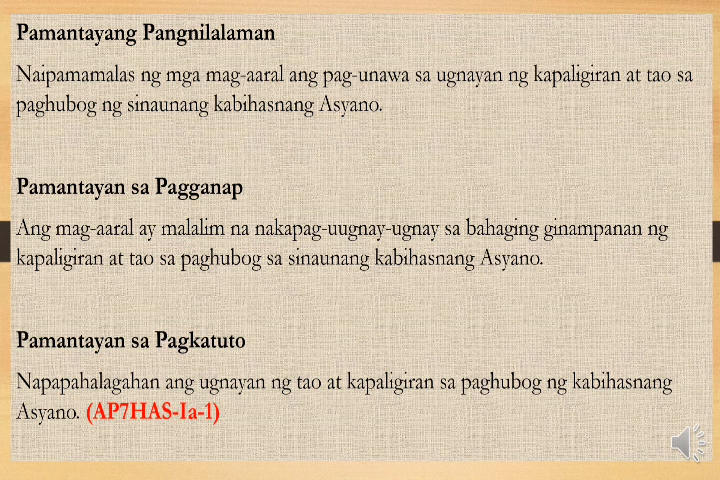 Pamantayang Pangnilalaman
Naipamamalas ng mga mag-aaral ang pag-unawa sa ugnayan ng kapaligiran at tao sa
paghubog ng sinaunang kabihasnang Asyano.
Pamantayan sa Pagganap
Ang mag-aaral ay malalim na nakapag-uugnay-ugnay sa bahaging ginampanan ng
kapaligiran at tao sa paghubog sa sinaunang kabihasnang Asyano.
Pamantayan sa Pagkatuto
Napapahalagahan ang ugnayan ng tao at kapaligiran sa paghubog ng kabihasnang
Asyano. (AP7HAS-Ia-1)